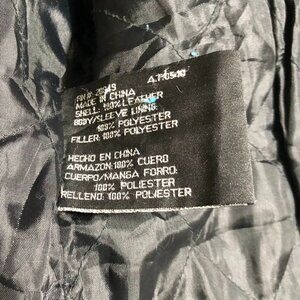 MADE IN CHINA
SHELL: 100% LEATHER
BODY/SLEEVE LINING:
100% POLYESTER
FILLER: 100% POLYESTER
HECHO EN CHINA
ARMAZON: 100% CUERO
CUERPO/MANGA FORRO:
100% POLIESTER
RELLENO: 100% POLIESTER